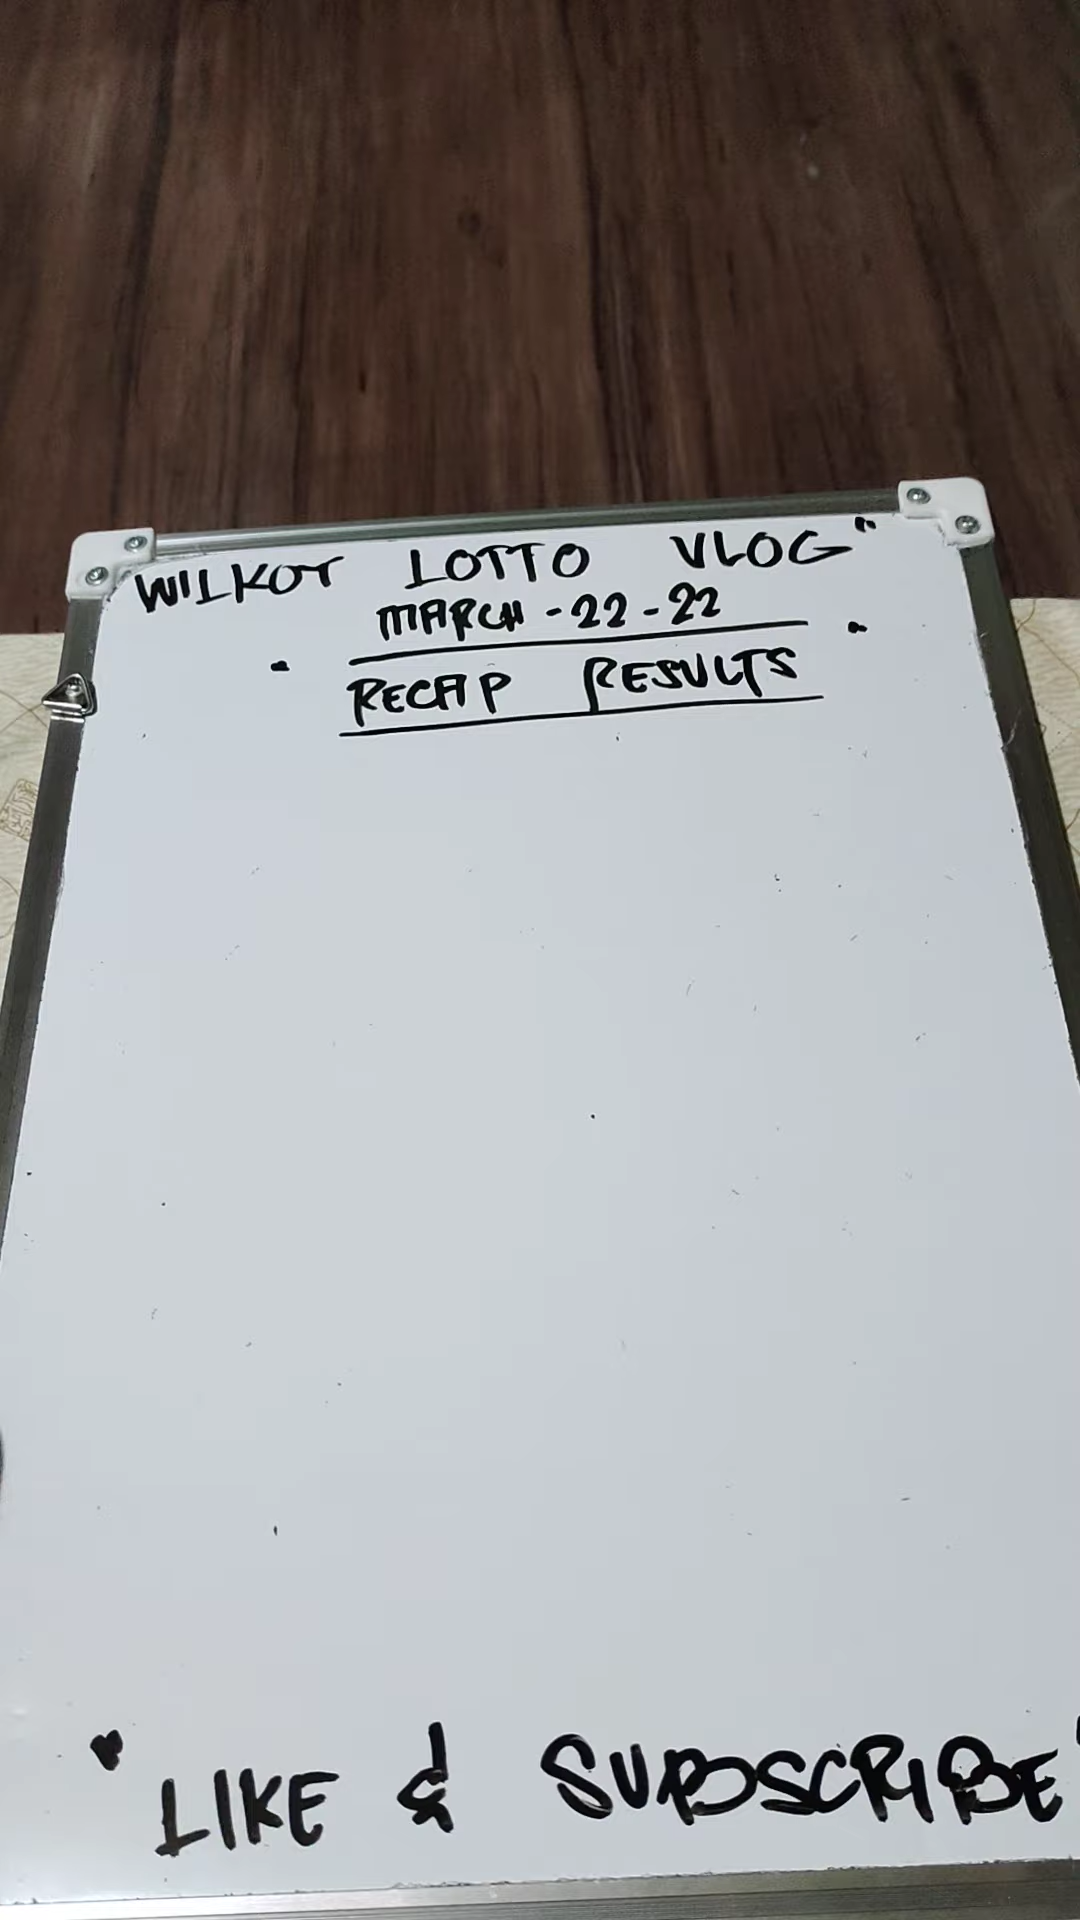 WILKOT LOTTO VLOG"
MARCH -22-22
RECAP RESULTS
"LIKE & SUBSCRIBE"